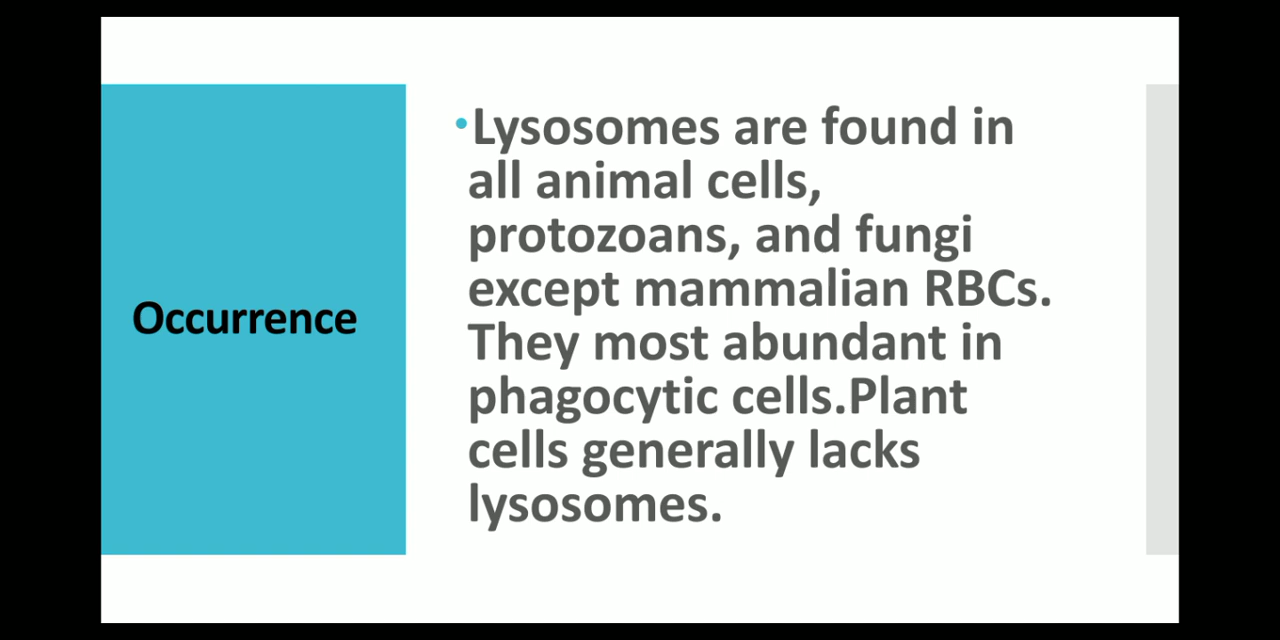 Occurrence
•Lysosomes are found in
all animal cells,
protozoans, and fungi
except mammalian RBCs.
They most abundant in
phagocytic cells.Plant
cells generally lacks
lysosomes.